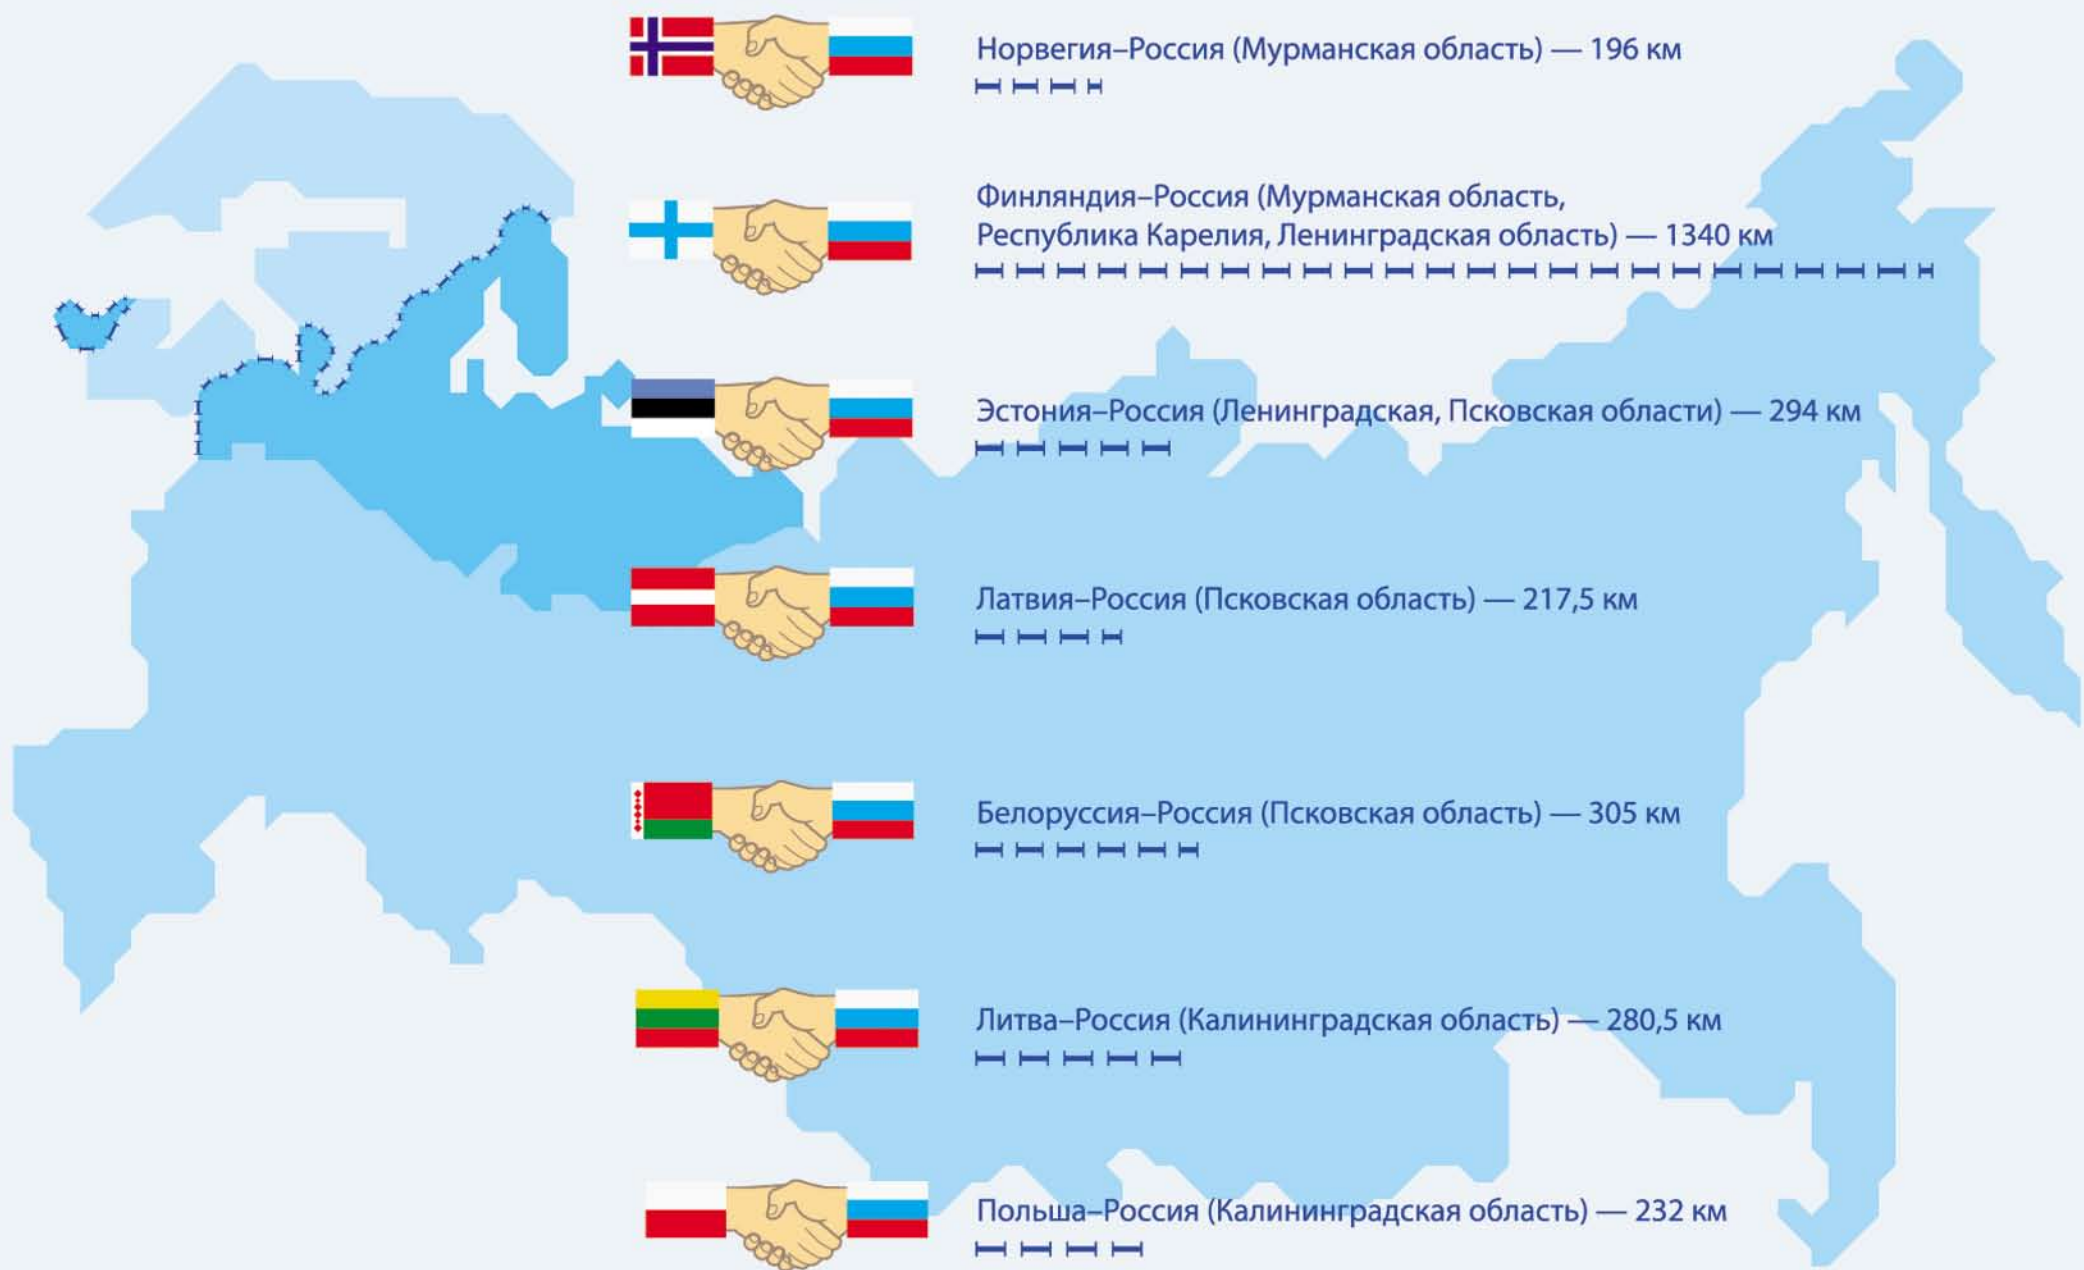 Норвегия–Россия (Мурманская область) — 196 км
Финляндия–Россия (Мурманская область,
Республика Карелия, Ленинградская область) — 1340 км
Эстония–Россия (Ленинградская, Псковская области) — 294 км
Латвия–Россия (Псковская область) — 217,5 км
Белоруссия–Россия (Псковская область) — 305 км
Литва–Россия (Калининградская область) — 280,5 км
Польша–Россия (Калининградская область) — 232 км